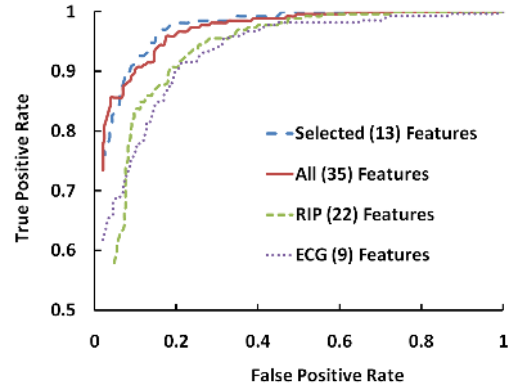 1
0.9
0.8
0.7
0.6
0.5
True Positive Rate
Selected (13) Features
All (35) Features
RIP (22) Features
ECG (9) Features
0 0.2 0.4 0.6 0.8 1
False Positive Rate